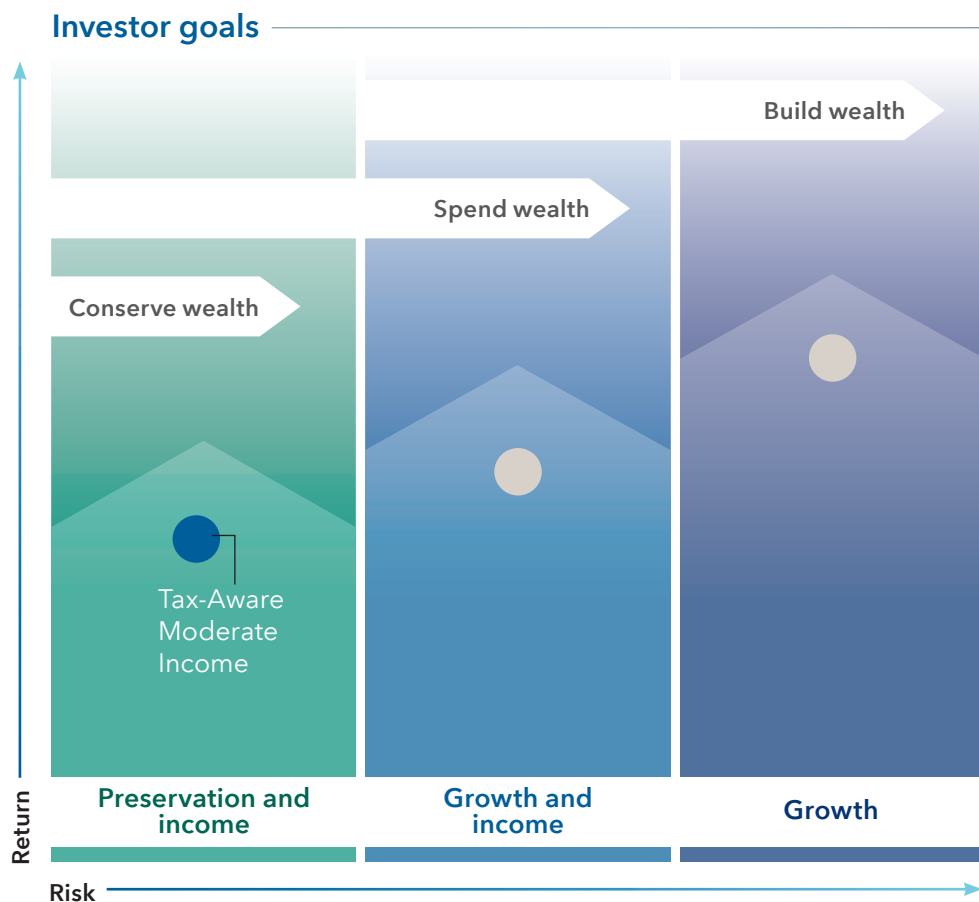 Investor goals
Build wealth
Spend wealth
Conserve wealth
Tax-Aware
Moderate
Income
Preservation and
income
Growth and
income
Growth
Return
Risk